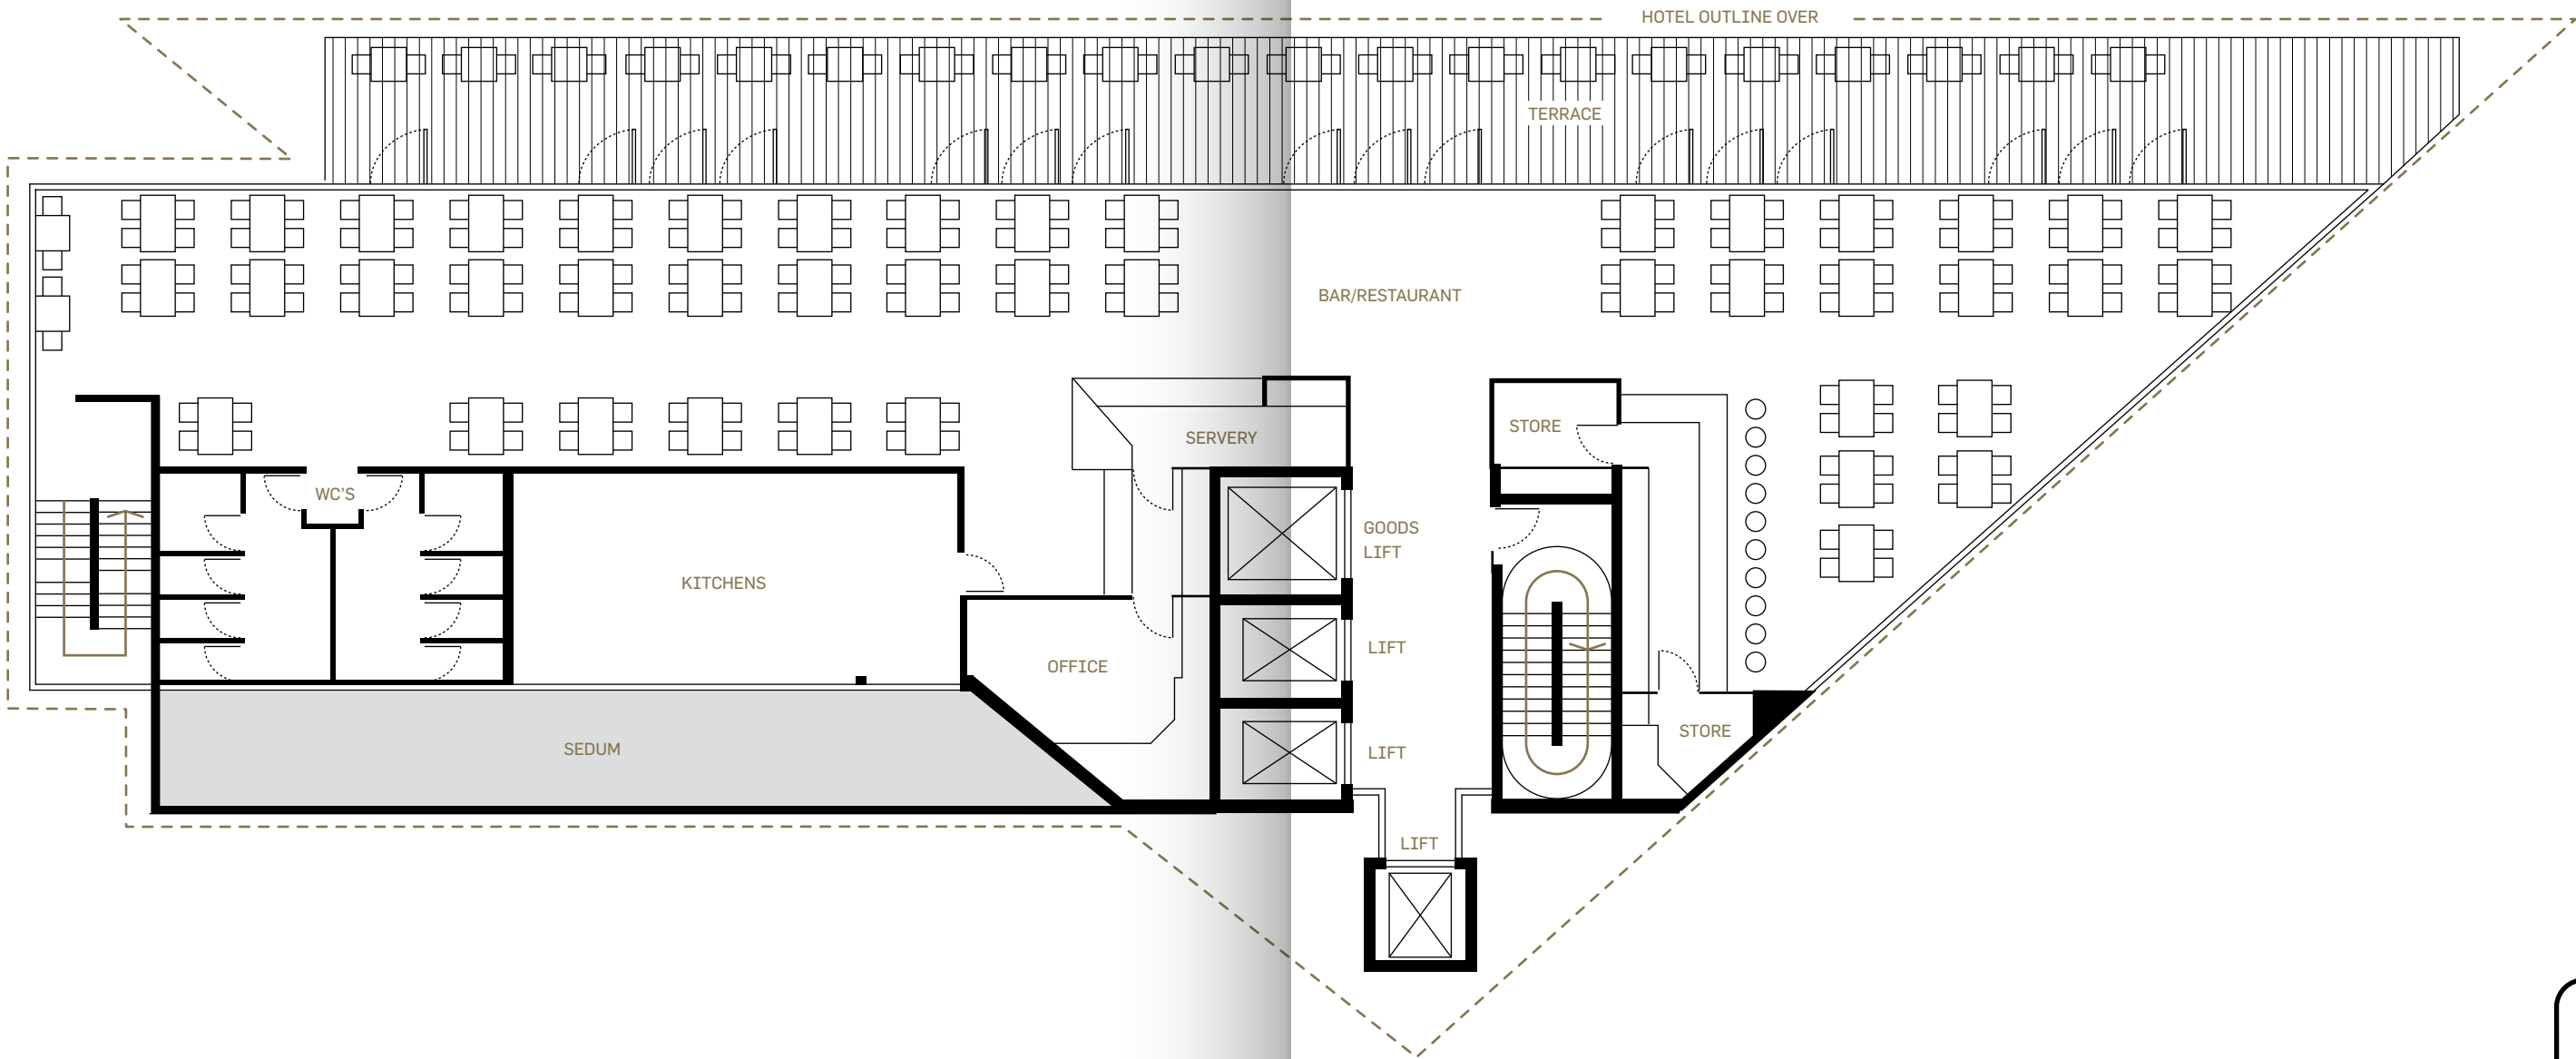 HOTEL OUTLINE OVER
TERRACE
BAR/RESTAURANT
SERVERY
STORE
WC'S
GOODS
LIFT
KITCHENS
LIFT
OFFICE
STORE
SEDUM
LIFT
LIFT